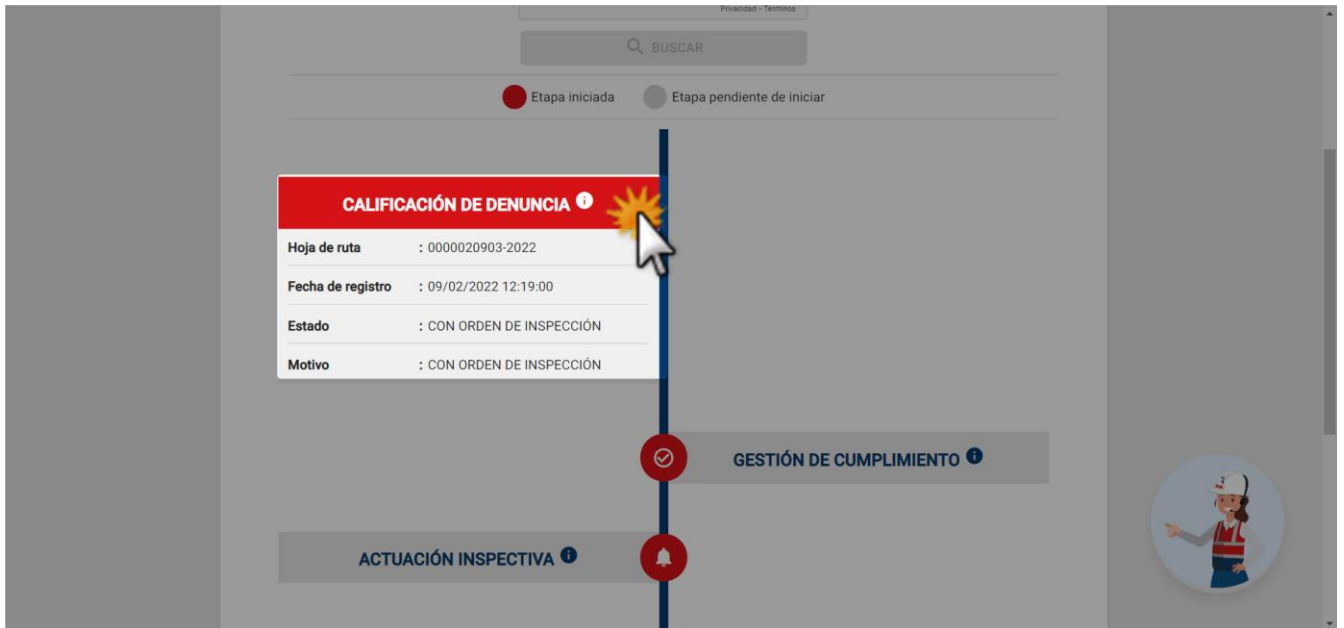 Privacidad - Términos
BUSCAR
Etapa iniciada Etapa pendiente de iniciar
CALIFICACIÓN DE DENUNCIA
Hoja de ruta : 0000020903-2022
Fecha de registro : 09/02/2022 12:19:00
Estado : CON ORDEN DE INSPECCIÓN
Motivo : CON ORDEN DE INSPECCIÓN
GESTIÓN DE CUMPLIMIENTO
ACTUACIÓN INSPECTIVA